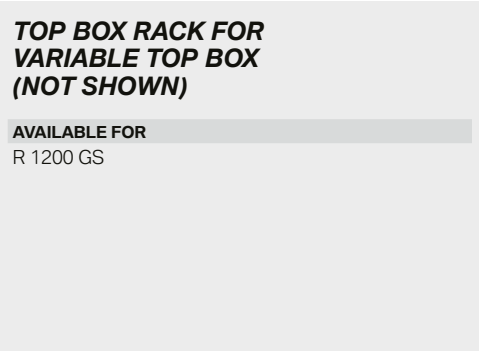 TOP BOX RACK FOR
VARIABLE TOP BOX
(NOT SHOWN)
AVAILABLE FOR
R 1200 GS